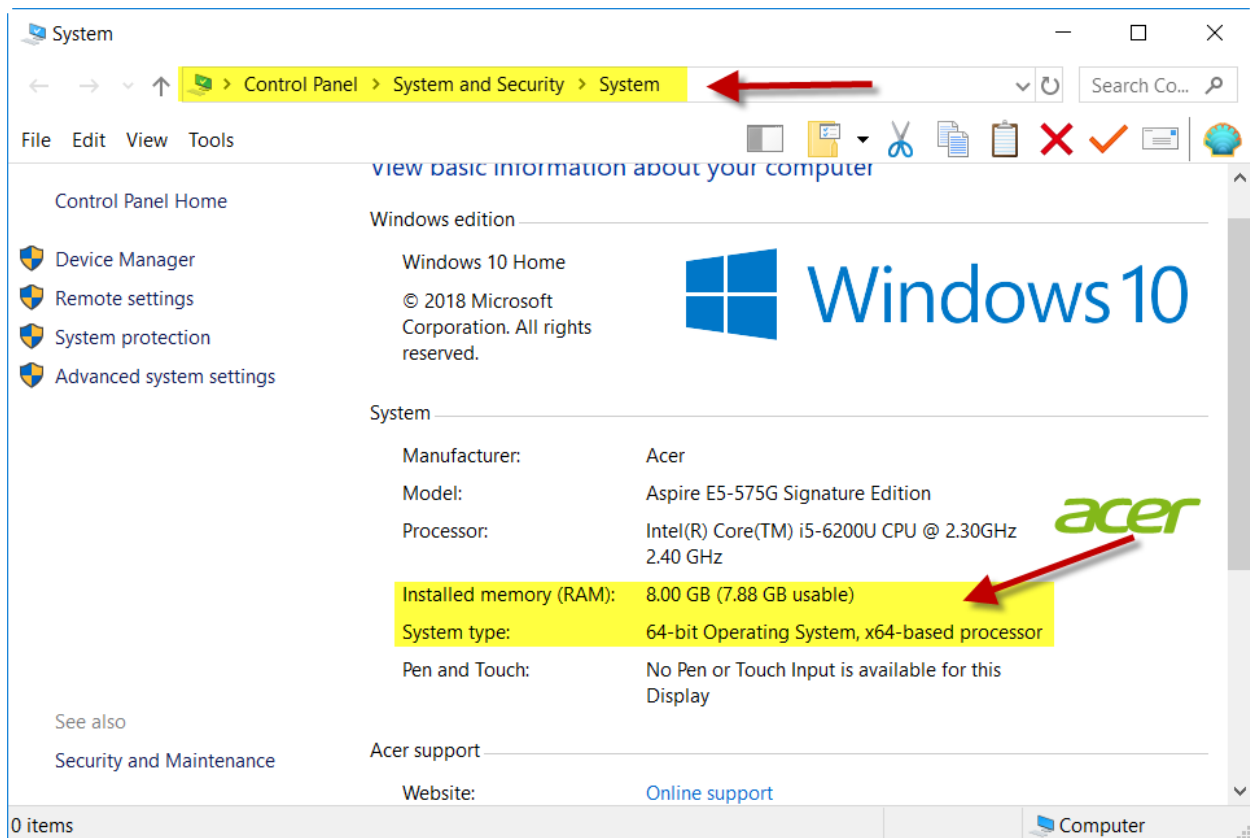 System
Control Panel > System and Security > System
Search Co...
File Edit View Tools
View basic information about your computer
Control Panel Home
Device Manager
Remote settings
System protection
Advanced system settings
See also
Security and Maintenance
Windows edition
Windows 10 Home
© 2018 Microsoft
Corporation. All rights
reserved.
Windows 10
System
Manufacturer: Acer
Model: Aspire E5-575G Signature Edition
Processor: Intel(R) Core(TM) i5-6200U CPU @ 2.30GHz
2.40 GHz
acer
Installed memory (RAM): 8.00 GB (7.88 GB usable)
System type: 64-bit Operating System, x64-based processor
Pen and Touch: No Pen or Touch Input is available for this
Display
Acer support
Website: Online support
0 items
Computer